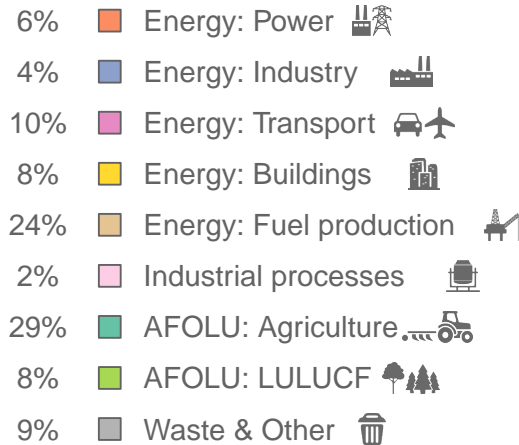 6% Energy: Power
4% Energy: Industry
10% Energy: Transport
8% Energy: Buildings
24% Energy: Fuel production
2% Industrial processes
29% AFOLU: Agriculture
8% AFOLU: LULUCF
9% Waste & Other